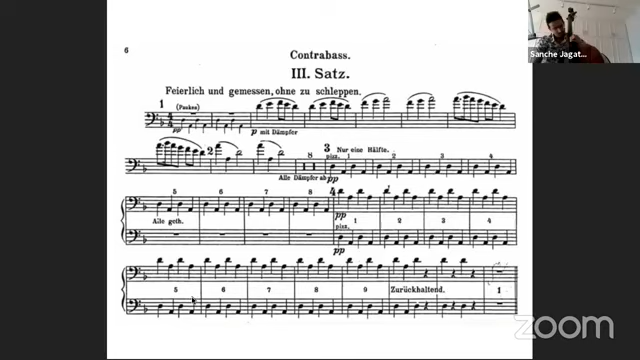 6
Sanche Jagat...
Contrabass.
III. Satz.
Feierlich und gemessen, ohne zu schleppen.
1 (Pauken)
pp p mit Dämpfer
2 8 3 Nur eine Hälfte.
pizz. 1 2 3 4
Alle Dämpfer ab pp
5 6 7 8 4
Alle geth. pp 1 2 3 4
pizz.
pp
5 6 7 8 9 Zurückhaltend. 1
zoom